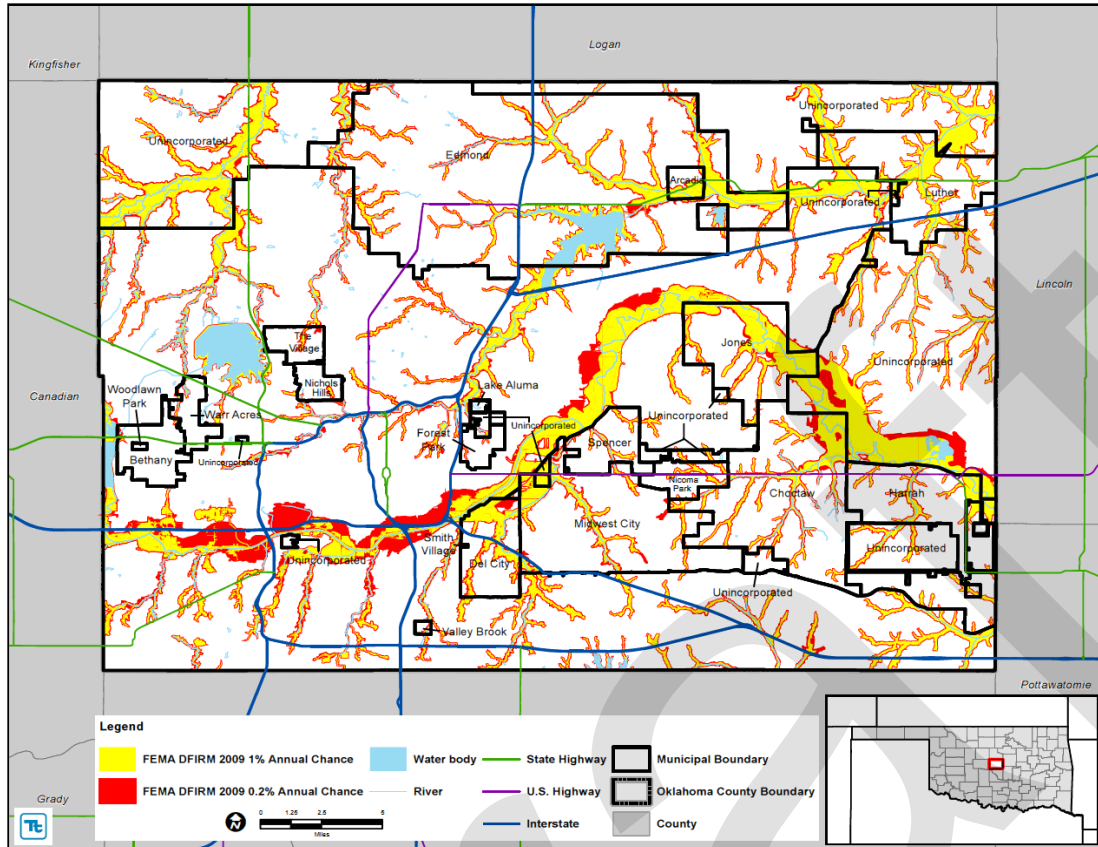 Logan
Kingfisher
Unincorporated
Unincorporated
Edmond
Arcadia
Luther
Unincorporated
Lincoln
The
Village
Jones
Unincorporated
Nichols
Hills
Canadian
Woodlawn
Park
Lake Aluma
Warr Acres
Unincorporated
Unincorporated
Forest
Park
Spencer
Bethany
Unincorporated
Nicoma
Park
Choctaw
Harrah
Midwest City
Smith
Village
Unincorporated
Unincorporated
Del City
Unincorporated
Valley Brook
Pottawatomie
Legend
FEMA DFIRM 2009 1% Annual Chance
Water body
State Highway
Municipal Boundary
FEMA DFIRM 2009 0.2% Annual Chance
River
U.S. Highway
Oklahoma County Boundary
Grady
Tt
N
0 1.25 2.5 5
Miles
Interstate
County
Draft